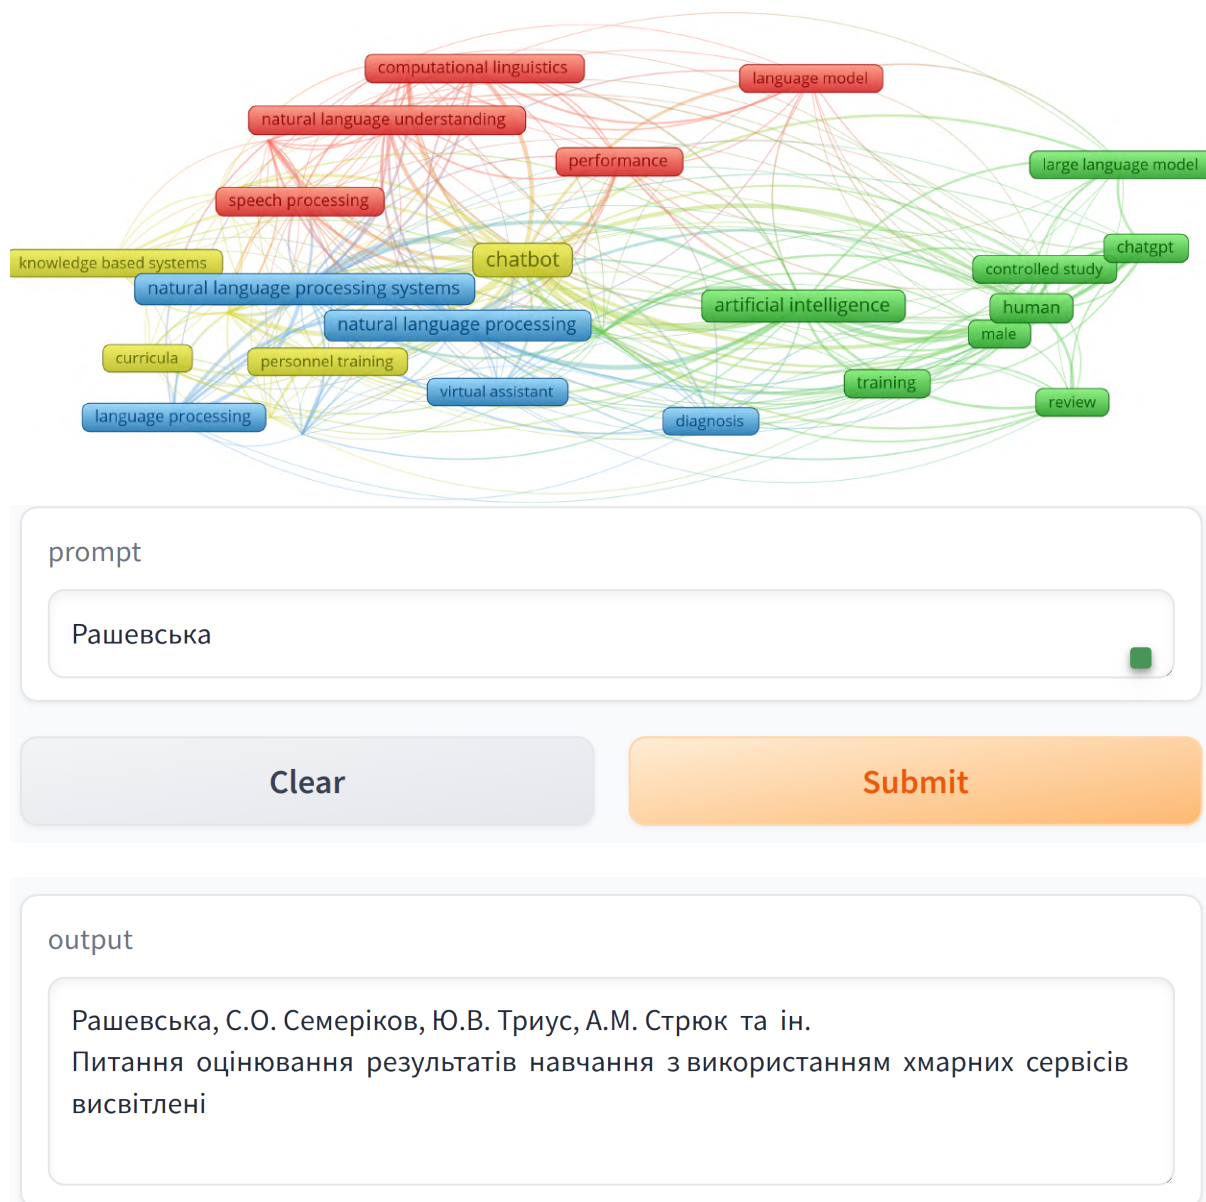 computational linguistics
language model
natural language understanding
performance
large language model
speech processing
chatgpt
chatbot
knowledge based systems
controlled study
natural language processing systems
artificial intelligence
human
natural language processing
male
curricula
personnel training
training
virtual assistant
review
language processing
diagnosis
prompt
Рашевська
Clear
Submit
output
Рашевська, С.О. Семеріков, Ю.В. Триус, А.М. Стрюк та ін.
Питання оцінювання результатів навчання з використанням хмарних сервісів
висвітлені